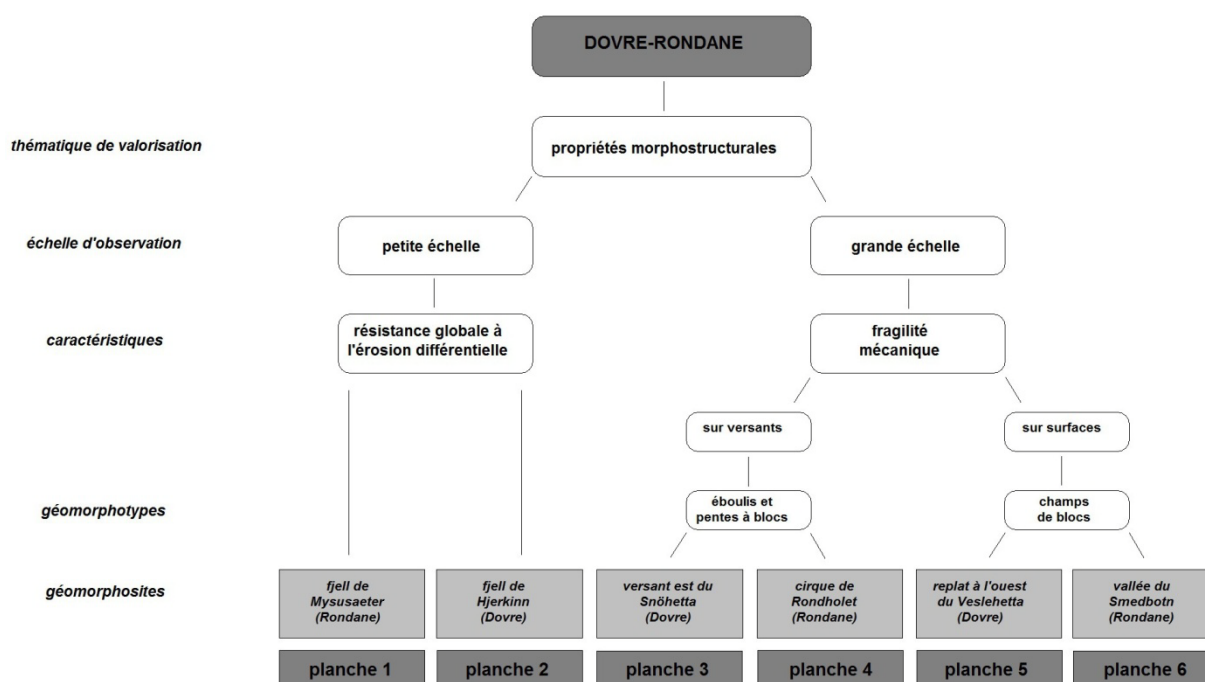 DOVRE-RONDANE
thématique de valorisation
propriétés morphostructurales
échelle d'observation
petite échelle
grande échelle
caractéristiques
résistance globale à
l'érosion différentielle
fragilité
mécanique
sur versants
sur surfaces
géomorphotypes
éboulis et
pentes à blocs
champs
de blocs
géomorphosites
fjell de
Mysusaeter
(Rondane)
fjell de
Hjerkinn
(Dovre)
versant est du
Snöhetta
(Dovre)
cirque de
Rondholet
(Rondane)
replat à l'ouest
du Veslehetta
(Dovre)
vallée du
Smedbotn
(Rondane)
planche 1
planche 2
planche 3
planche 4
planche 5
planche 6